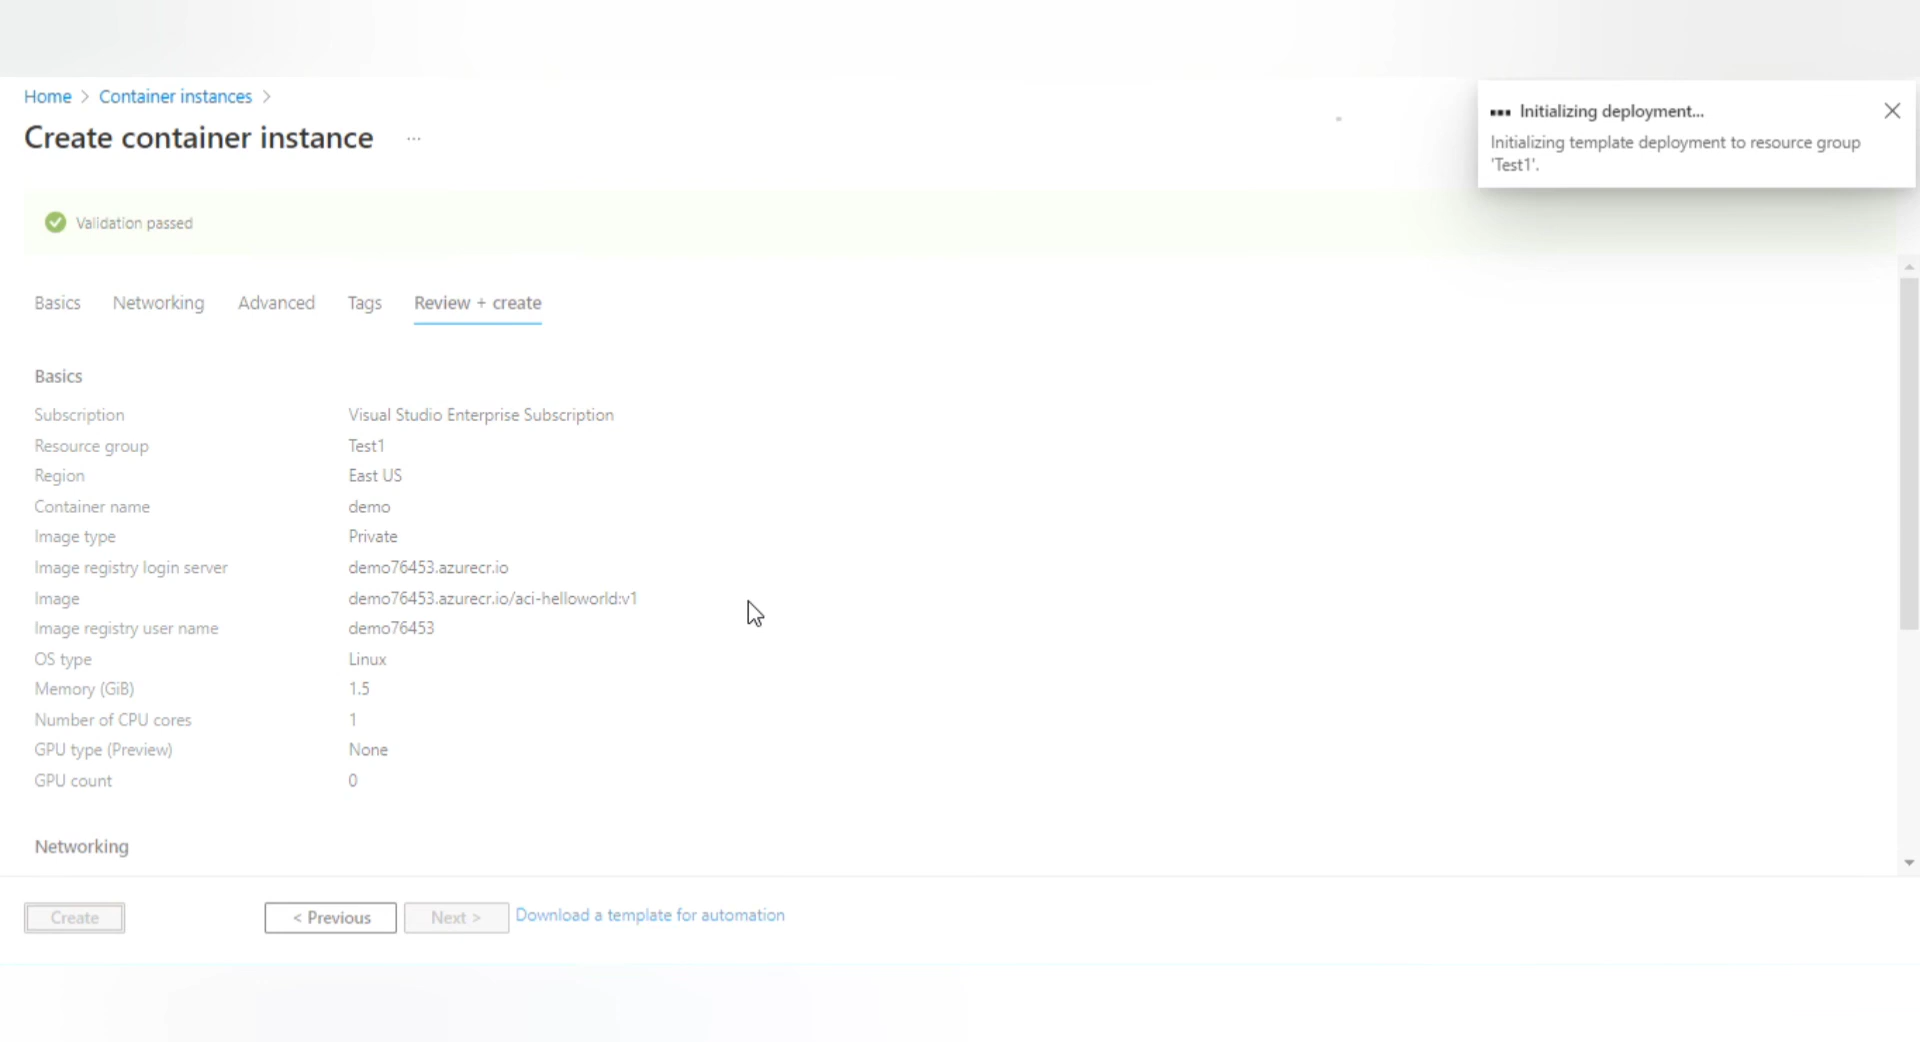 Home > Container instances >
Create container instance ...
Initializing deployment...
Initializing template deployment to resource group
'Test1'.
Validation passed
Basics Networking Advanced Tags Review + create
Basics
Subscription Visual Studio Enterprise Subscription
Resource group Test1
Region East US
Container name demo
Image type Private
Image registry login server demo76453.azurecr.io
Image demo76453.azurecr.io/aci-helloworld:v1
Image registry user name demo76453
OS type Linux
Memory (GiB) 1.5
Number of CPU cores 1
GPU type (Preview) None
GPU count 0
Networking
Create < Previous Next > Download a template for automation